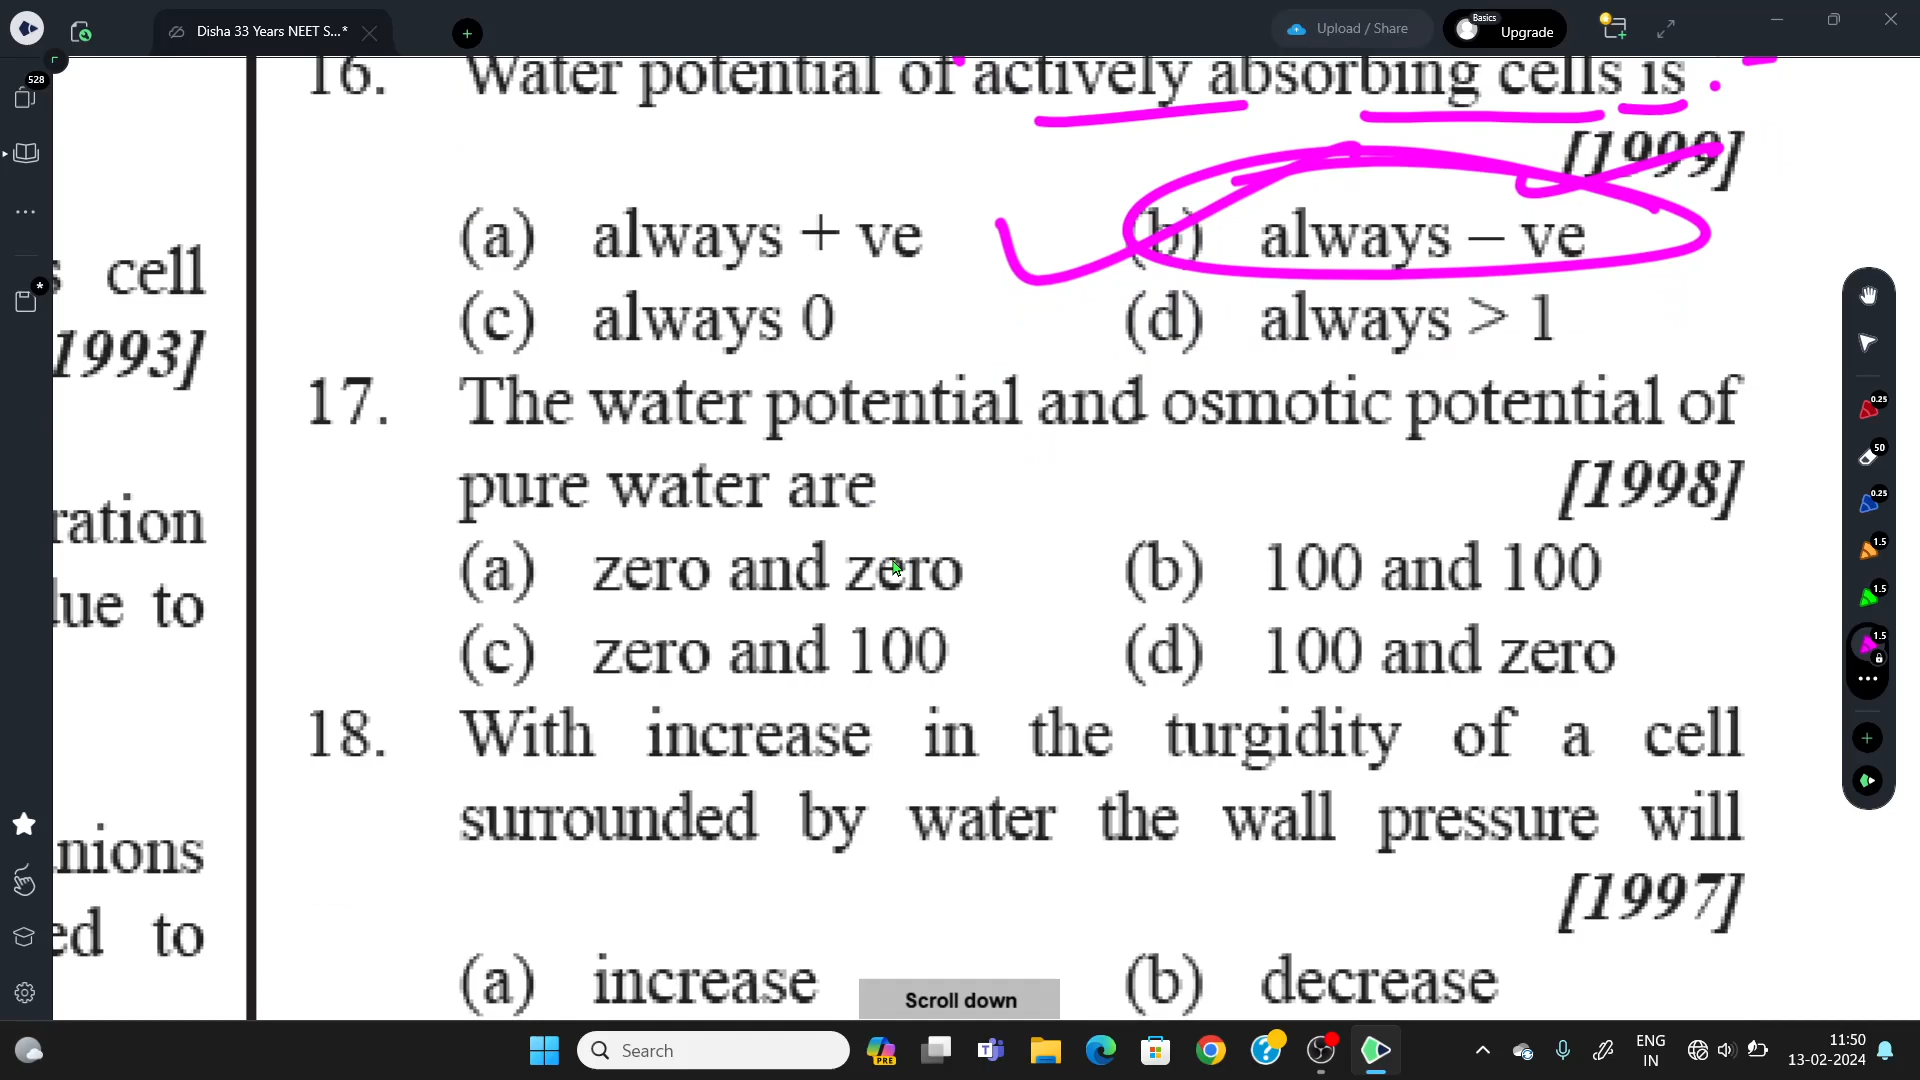 Disha 33 Years NEET S...*
Upload / Share
Basics
Upgrade
528
16. Water potential of actively absorbing cells is
[1999]
(a) always + ve (b) always – ve
(c) always 0 (d) always > 1
17. The water potential and osmotic potential of
pure water are [1998]
(a) zero and zero (b) 100 and 100
(c) zero and 100 (d) 100 and zero
18. With increase in the turgidity of a cell
surrounded by water the wall pressure will
[1997]
(a) increase (b) decrease
cell
1993]
ration
lue to
nions
ed to
0.25
50
0.25
1.5
1.5
1.5
Scroll down
Search
PRE
ENG
IN
11:50
13-02-2024